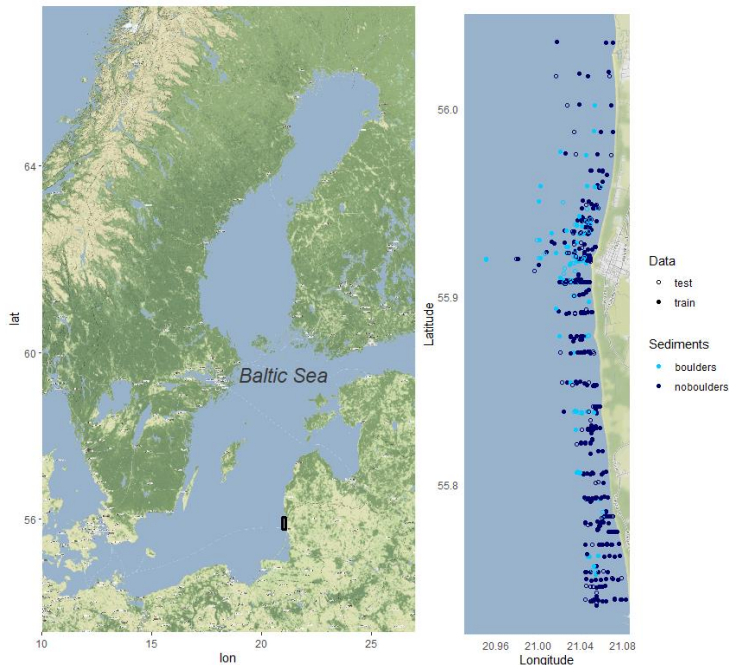 64
60
56
lat
10
15
20
25
lon
Baltic Sea
56.0
55.9
55.8
Latitude
20.96
21.00
21.04
21.08
Longitude
Data
test
train
Sediments
boulders
noboulders